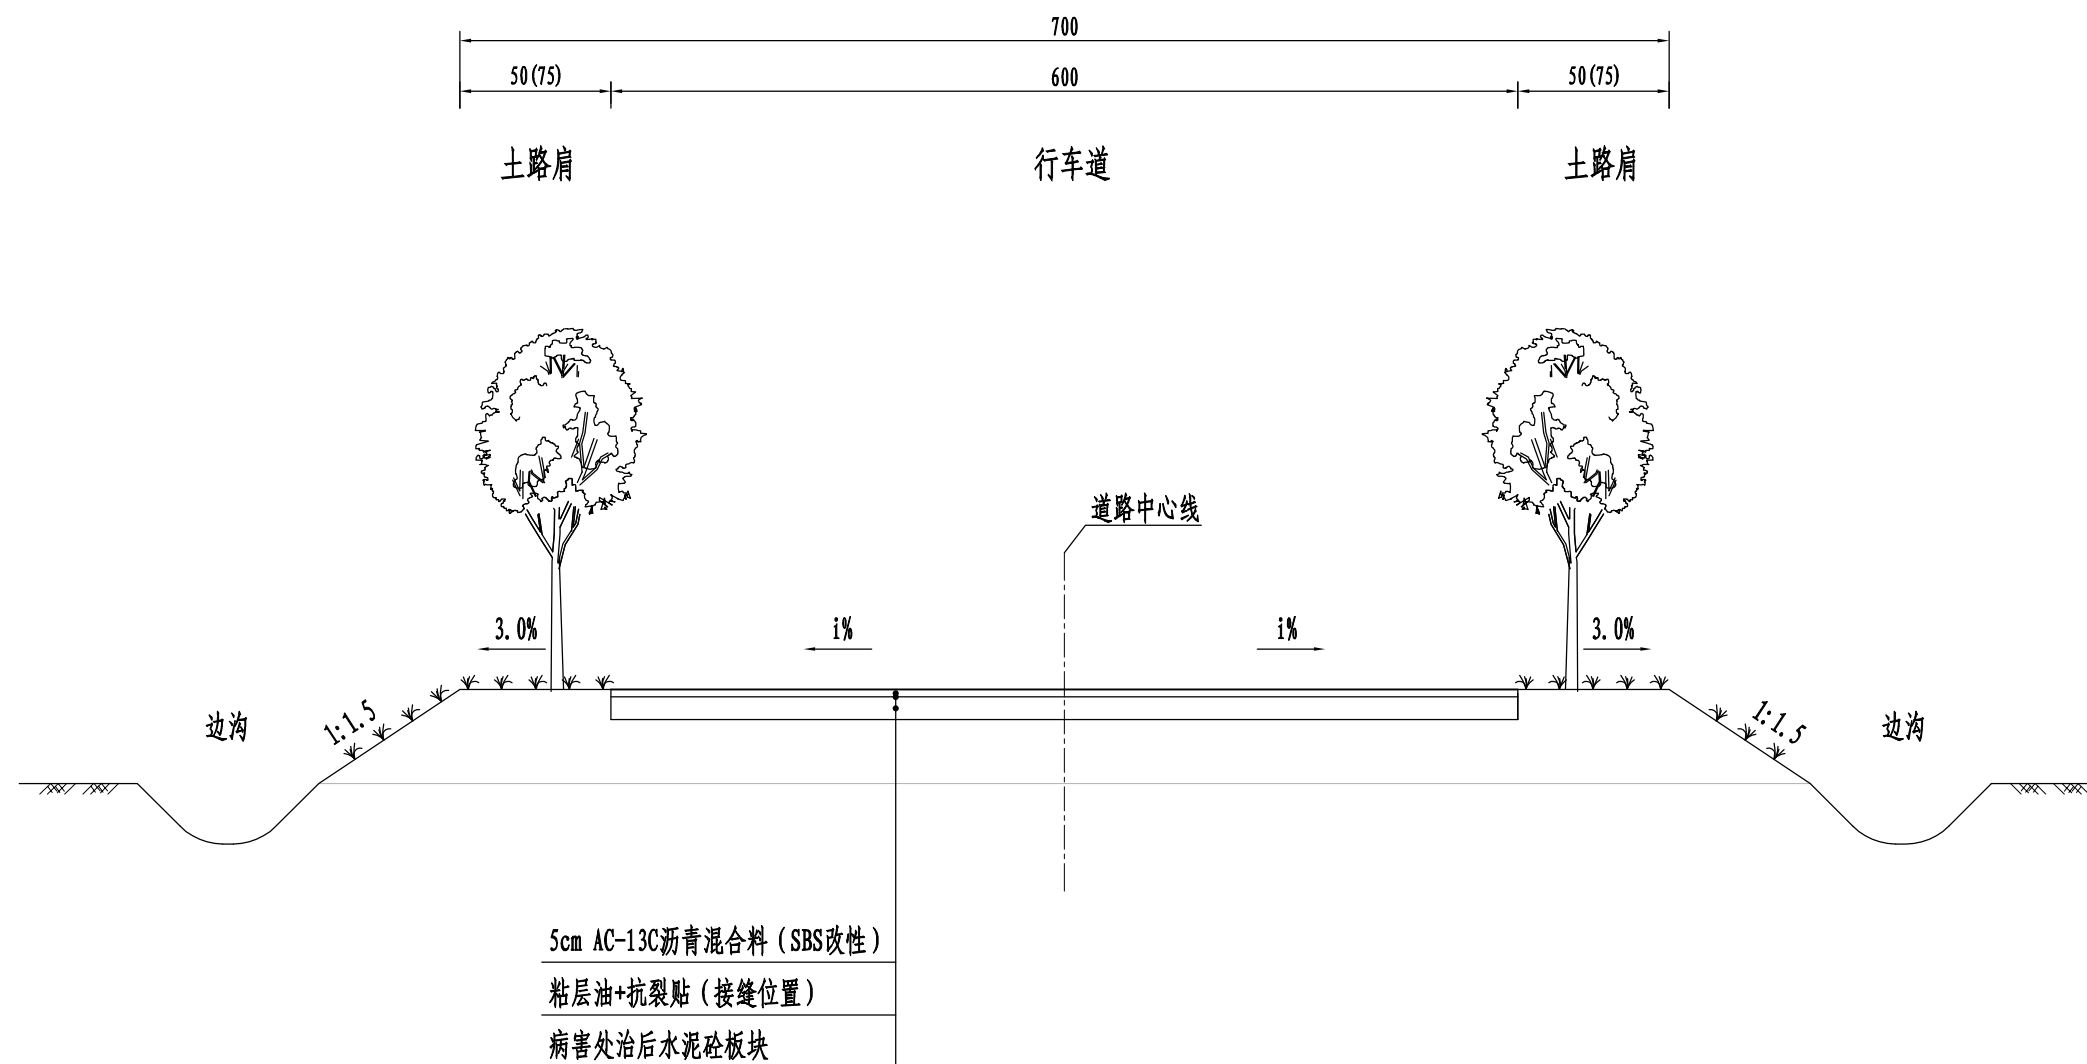 700
50(75)
600
50(75)
土路肩
行车道
土路肩
道路中心线
3.0%
i%
i%
3.0%
边沟
1:1.5
1:1.5
边沟
5cm AC-13C沥青混合料（SBS改性）
粘层油+抗裂贴（接缝位置）
病害处治后水泥砼板块